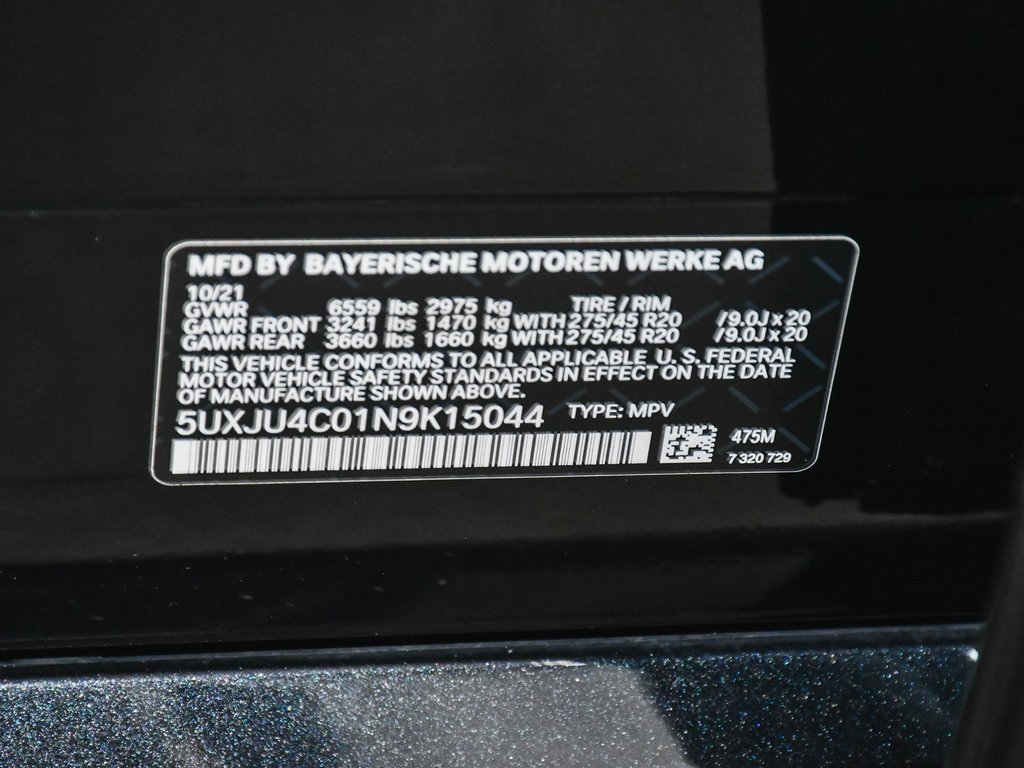 MFD BY BAYERISCHE MOTOREN WERKE AG
10/21
GVWR 6559 lbs 2975 kg TIRE / RIM
GAWR FRONT 3241 lbs 1470 kg WITH 275/45 R20 /9.0J x 20
GAWR REAR 3660 lbs 1660 kg WITH 275/45 R20 /9.0J x 20
THIS VEHICLE CONFORMS TO ALL APPLICABLE U. S. FEDERAL
MOTOR VEHICLE SAFETY STANDARDS IN EFFECT ON THE DATE
OF MANUFACTURE SHOWN ABOVE.
5UXJU4C01N9K15044 TYPE: MPV
475M
7 320 729